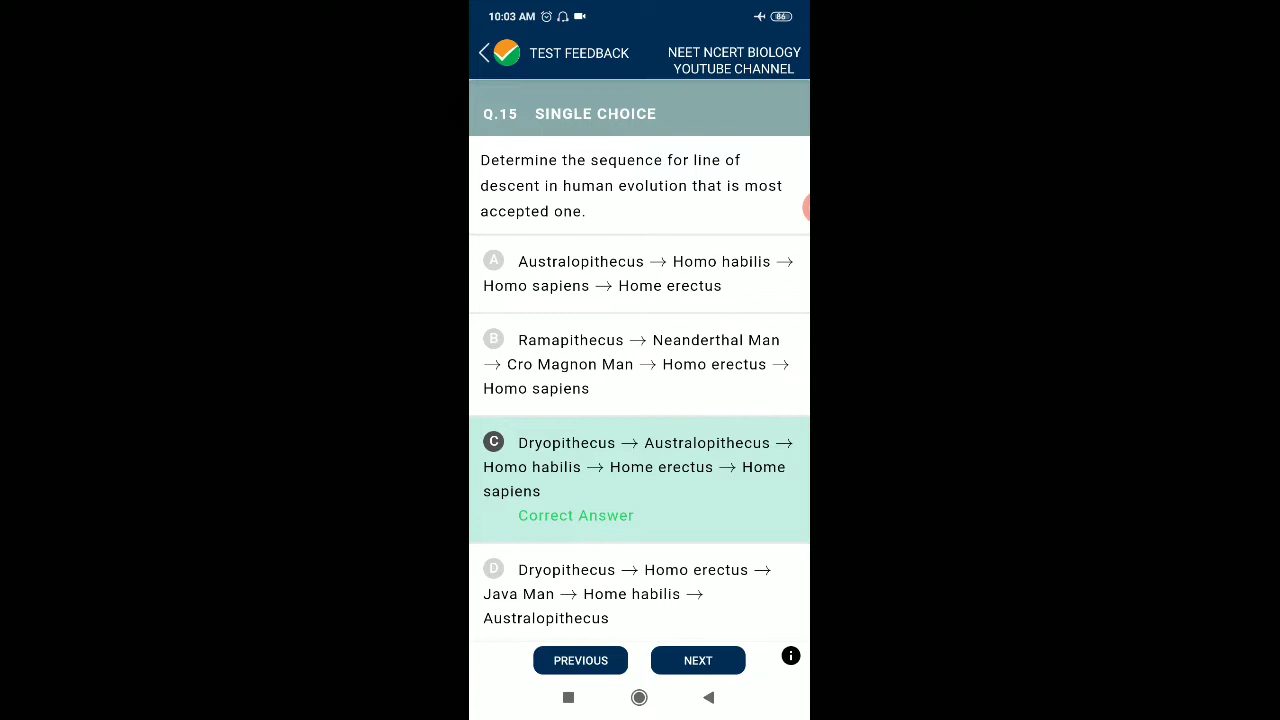 10:03 AM
86
TEST FEEDBACK
NEET NCERT BIOLOGY
YOUTUBE CHANNEL
Q.15 SINGLE CHOICE
Determine the sequence for line of
descent in human evolution that is most
accepted one.
A Australopithecus → Homo habilis →
Homo sapiens → Home erectus
B Ramapithecus → Neanderthal Man
→ Cro Magnon Man → Homo erectus →
Homo sapiens
C Dryopithecus → Australopithecus →
Homo habilis → Home erectus → Home
sapiens
Correct Answer
D Dryopithecus → Homo erectus →
Java Man → Home habilis →
Australopithecus
PREVIOUS
NEXT